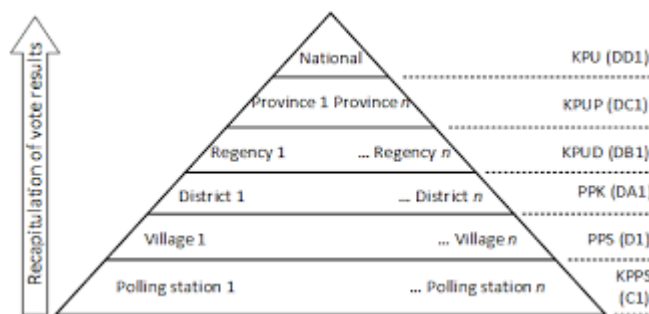 Recapitulation of vote results
National
KPU (DD1)
Province 1 Province n
KPUP (DC1)
Regency 1 ... Regency n
KPUD (DB1)
District 1 ... District n
PPK (DA1)
Village 1 ... Village n
PPS (D1)
Polling station 1 ... Polling station n
KPPS
(C1)